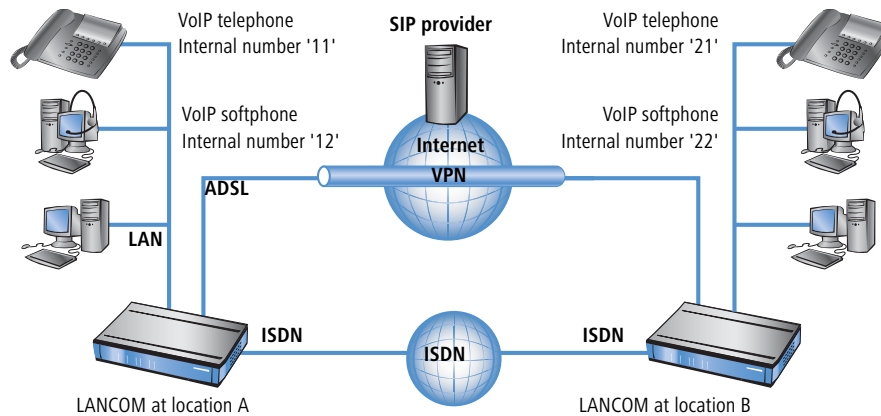 VoIP telephone
Internal number '11'
SIP provider
VoIP telephone
Internal number '21'
VoIP softphone
Internal number '12'
VoIP softphone
Internal number '22'
Internet
VPN
ADSL
LAN
ISDN
ISDN
ISDN
LANCOM at location A
LANCOM at location B